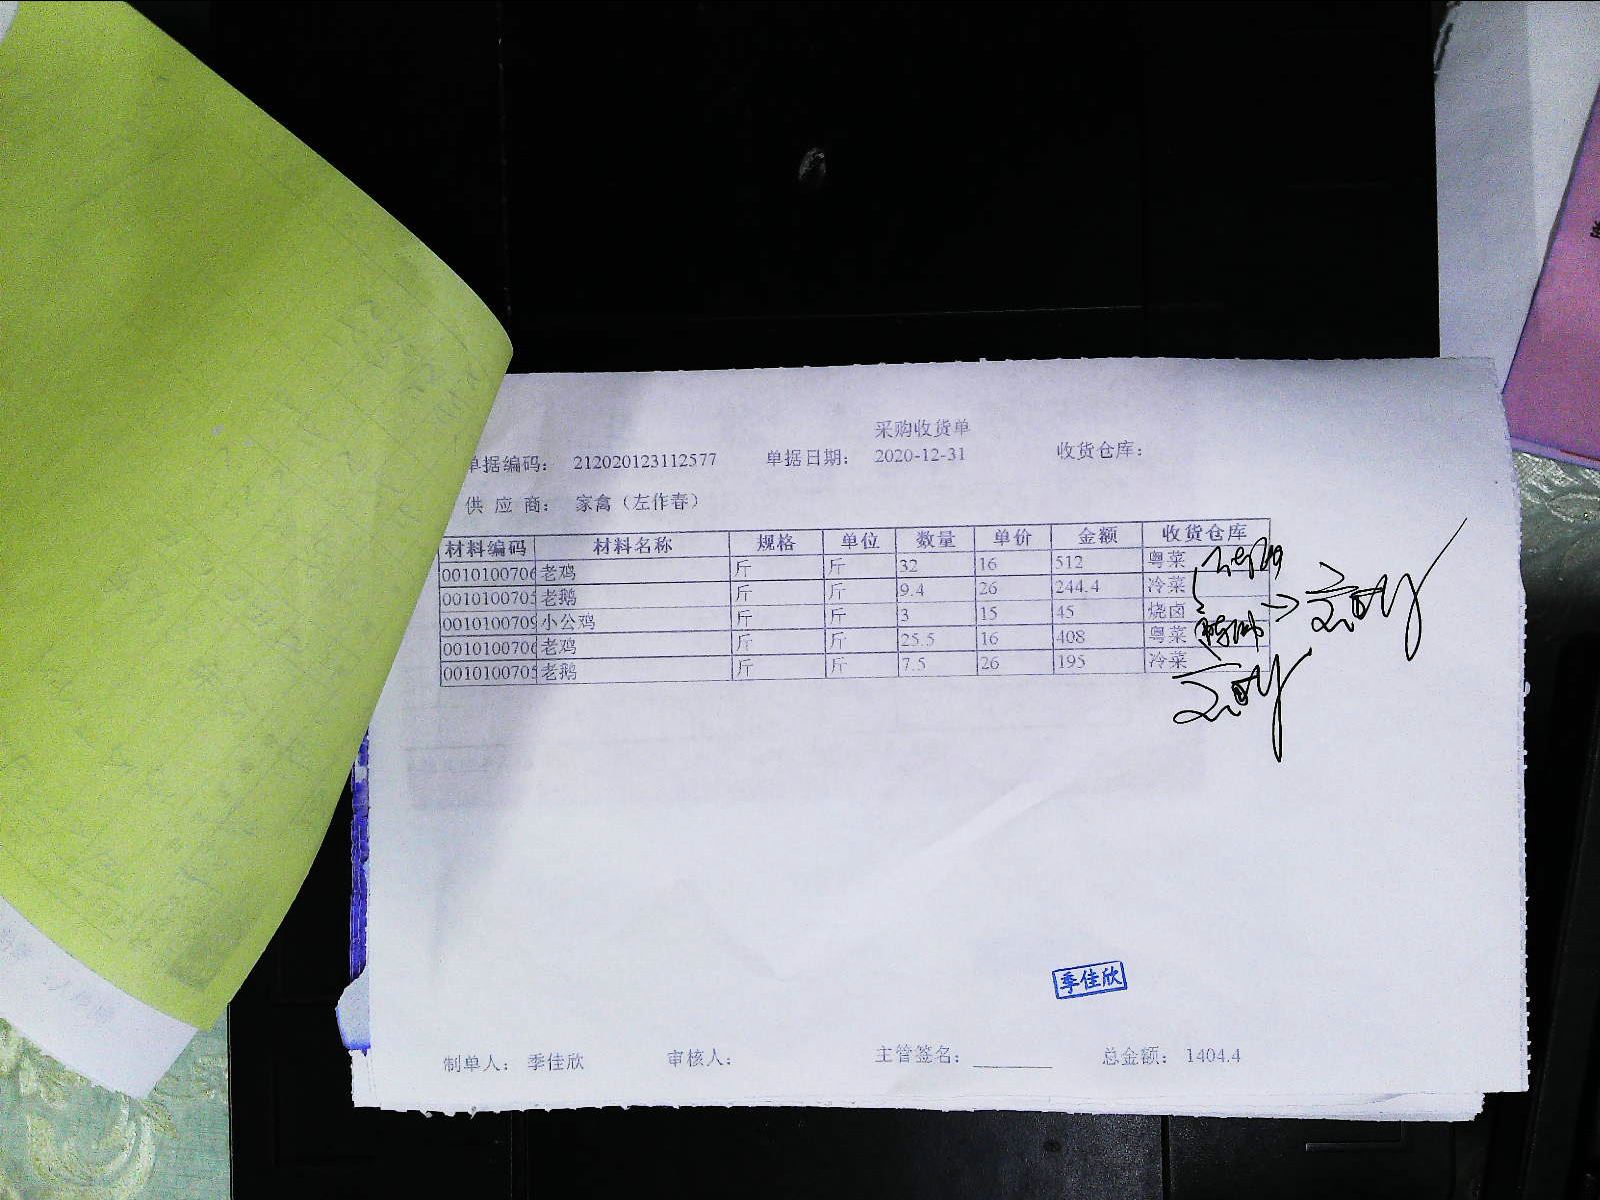 采购收货单
单据编码： 212020123112577 单据日期： 2020-12-31 收货仓库：
供 应 商： 家禽（左作春）
材料编码 材料名称 规格 单位 数量 单价 金额 收货仓库
0010100706 老鸡 斤 斤 32 16 512 粤菜
0010100705 老鹅 斤 斤 9.4 26 244.4 冷菜
0010100709 小公鸡 斤 斤 3 15 45 烧卤
0010100706 老鸡 斤 斤 25.5 16 408 粤菜
0010100705 老鹅 斤 斤 7.5 26 195 冷菜
季佳欣
制单人： 季佳欣 审核人： 主管签名： 总金额： 1404.4